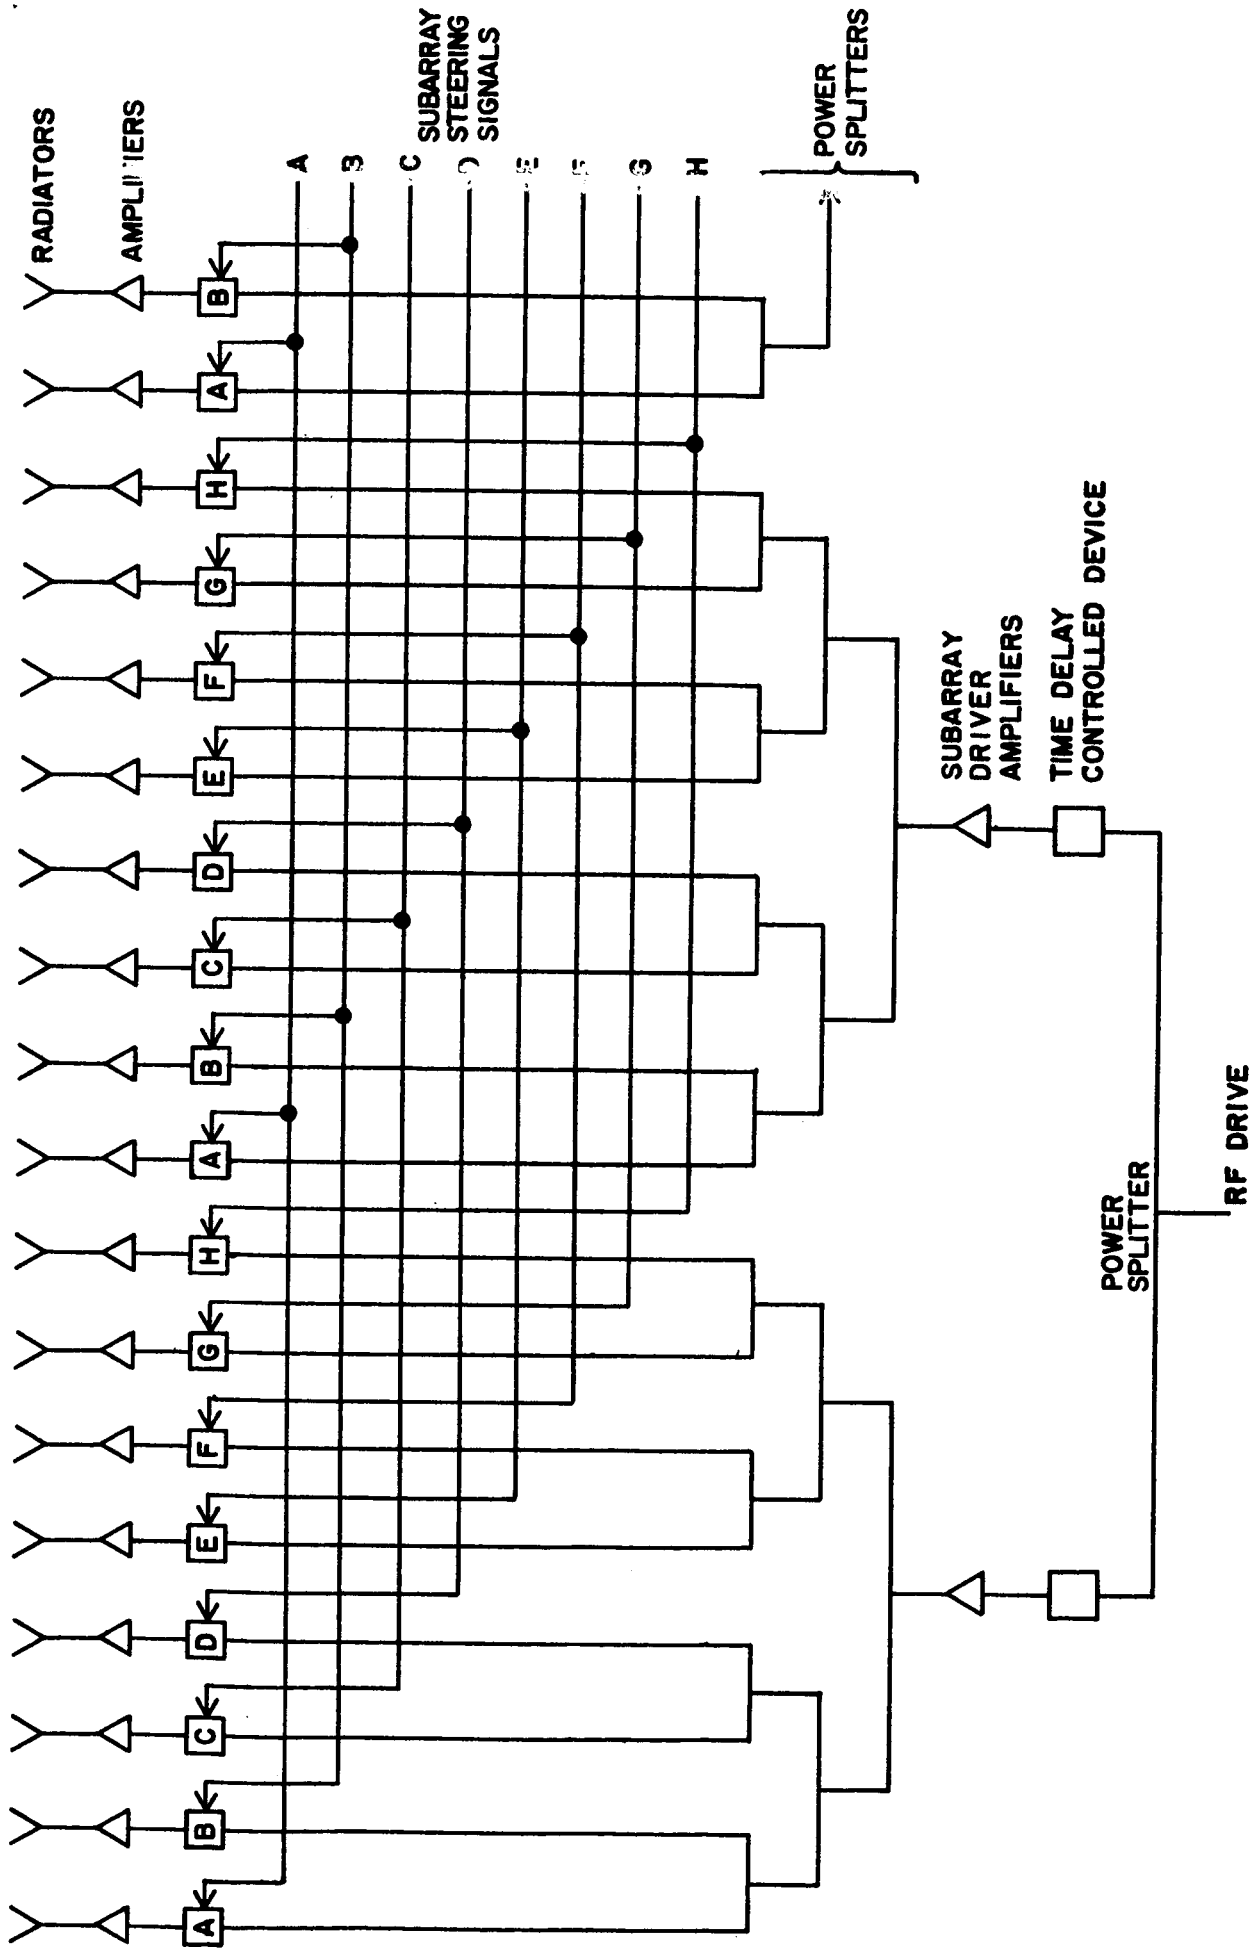 RADIATORS
AMPLIFIERS
B
A
H
G
F
E
D
C
B
A
H
G
F
E
D
C
B
A
A
B
C
D
E
F
G
H
SUBARRAY
STEERING
SIGNALS
POWER
SPLITTERS
SUBARRAY
DRIVER
AMPLIFIERS
TIME DELAY
CONTROLLED DEVICE
POWER
SPLITTER
RF DRIVE